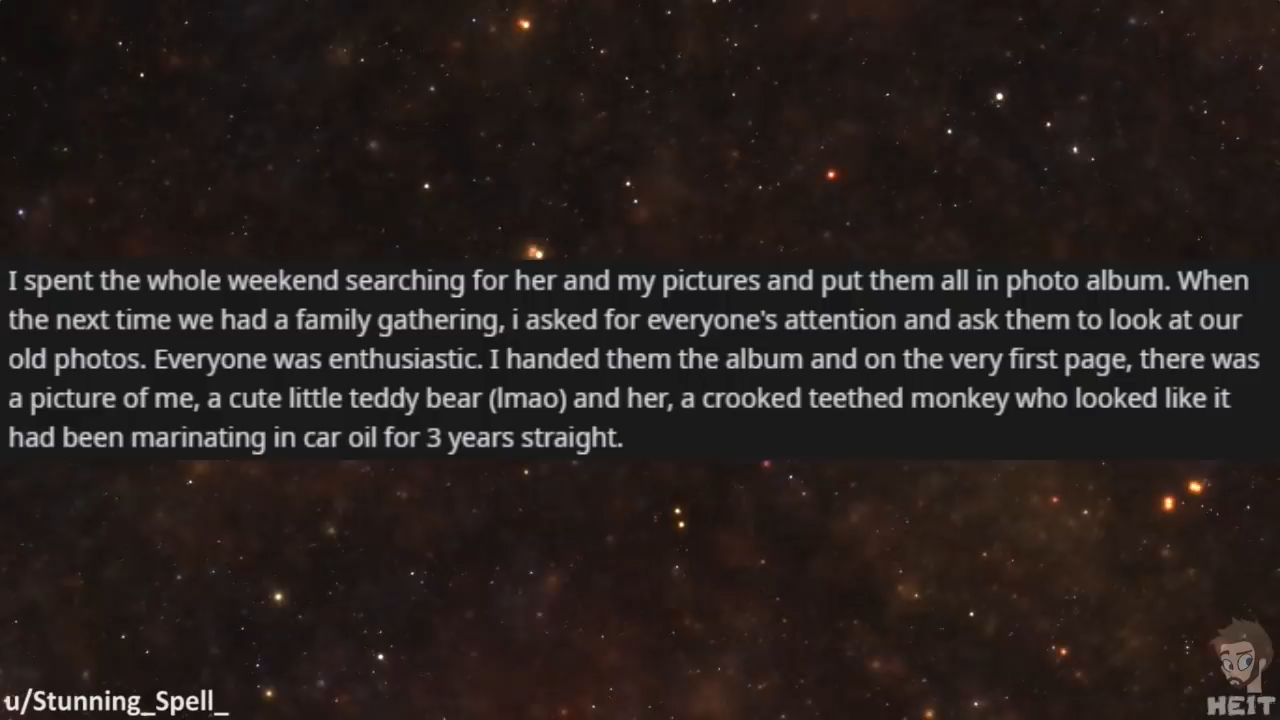 I spent the whole weekend searching for her and my pictures and put them all in photo album. When
the next time we had a family gathering, i asked for everyone's attention and ask them to look at our
old photos. Everyone was enthusiastic. I handed them the album and on the very first page, there was
a picture of me, a cute little teddy bear (lmao) and her, a crooked teethed monkey who looked like it
had been marinating in car oil for 3 years straight.
u/Stunning_Spell_
HEIT